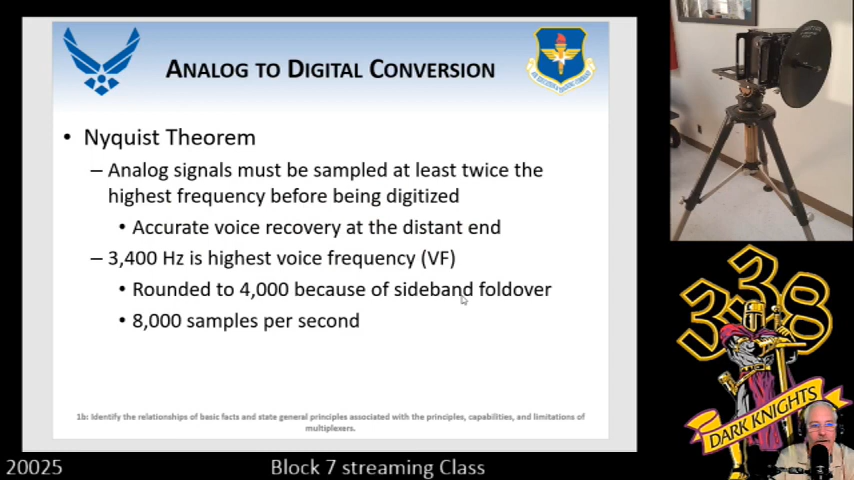 ANALOG TO DIGITAL CONVERSION
• Nyquist Theorem
– Analog signals must be sampled at least twice the
highest frequency before being digitized
• Accurate voice recovery at the distant end
– 3,400 Hz is highest voice frequency (VF)
• Rounded to 4,000 because of sideband foldover
• 8,000 samples per second
1b: Identify the relationships of basic facts and state general principles associated with the principles, capabilities, and limitations of
multiplexers.
338
DARK KNIGHTS
20025
Block 7 streaming Class